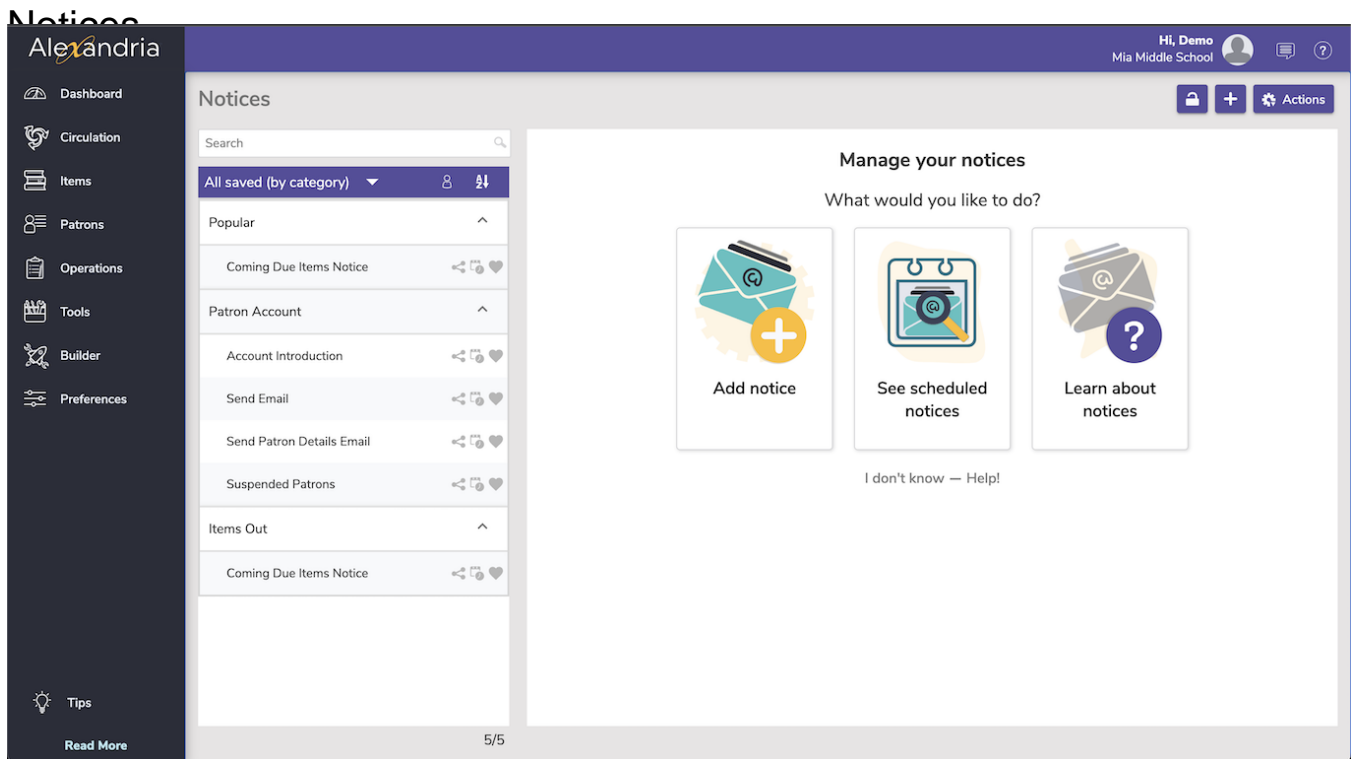 Notices
Alexandria
Hi, Demo
Mia Middle School
?
Dashboard
Circulation
Items
Patrons
Operations
Tools
Builder
Preferences
Tips
Read More
Notices
+
Actions
Search
All saved (by category)
Popular
Coming Due Items Notice
Patron Account
Account Introduction
Send Email
Send Patron Details Email
Suspended Patrons
Items Out
Coming Due Items Notice
5/5
Manage your notices
What would you like to do?
@
Add notice
@
See scheduled
notices
@
?
Learn about
notices
I don't know — Help!